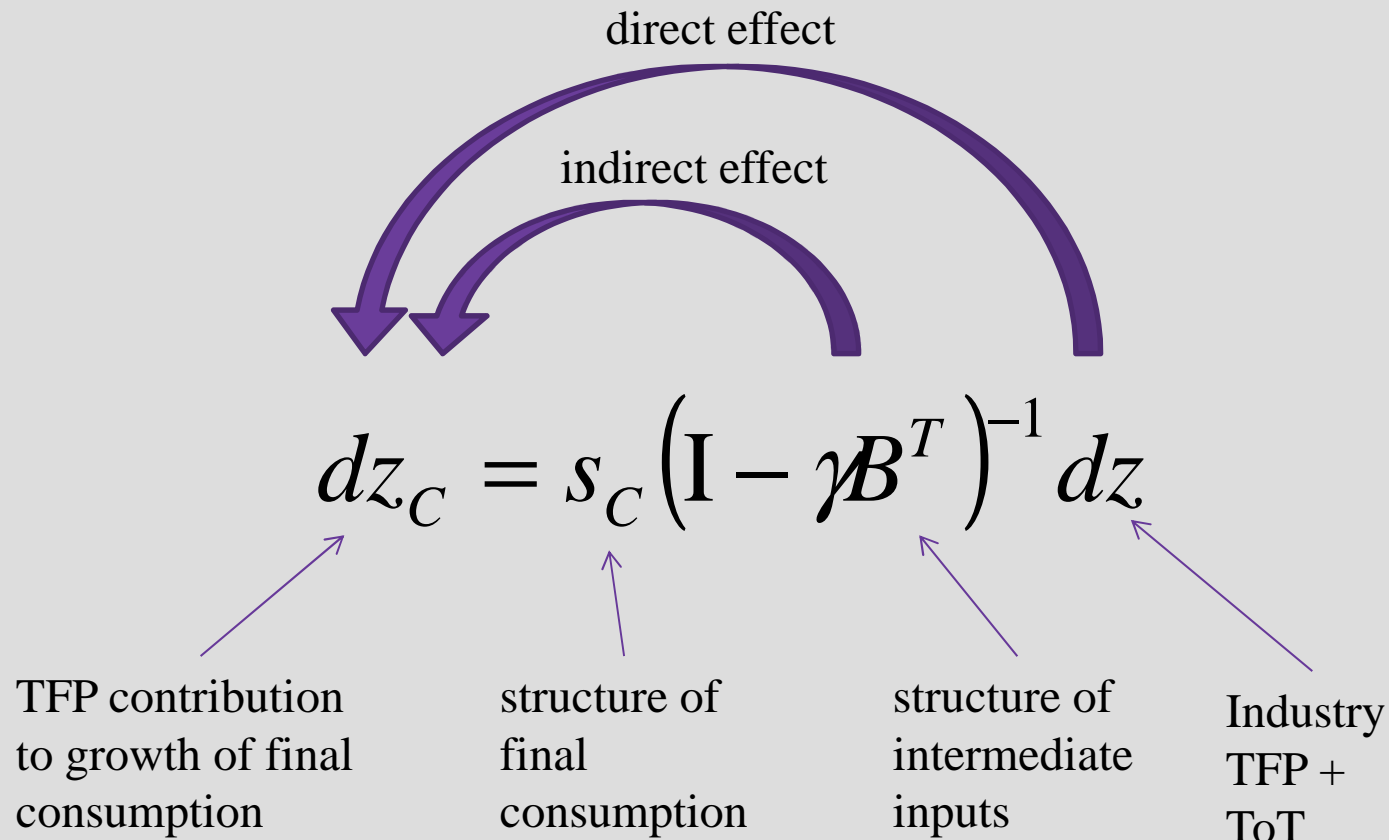 direct effect
indirect effect
dz_C = s_C (I − γB^T)^−1 dz
TFP contribution
to growth of final
consumption
structure of
final
consumption
structure of
intermediate
inputs
Industry
TFP +
ToT